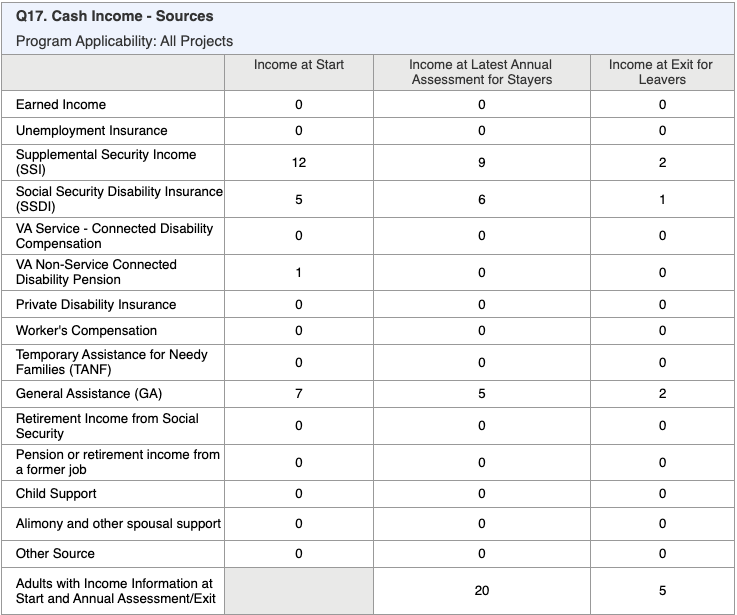 Q17. Cash Income - Sources
Program Applicability: All Projects
Income at Start
Income at Latest Annual
Assessment for Stayers
Income at Exit for
Leavers
Earned Income 0 0 0
Unemployment Insurance 0 0 0
Supplemental Security Income
(SSI) 12 9 2
Social Security Disability Insurance
(SSDI) 5 6 1
VA Service - Connected Disability
Compensation 0 0 0
VA Non-Service Connected
Disability Pension 1 0 0
Private Disability Insurance 0 0 0
Worker's Compensation 0 0 0
Temporary Assistance for Needy
Families (TANF) 0 0 0
General Assistance (GA) 7 5 2
Retirement Income from Social
Security 0 0 0
Pension or retirement income from
a former job 0 0 0
Child Support 0 0 0
Alimony and other spousal support 0 0 0
Other Source 0 0 0
Adults with Income Information at
Start and Annual Assessment/Exit 20 5